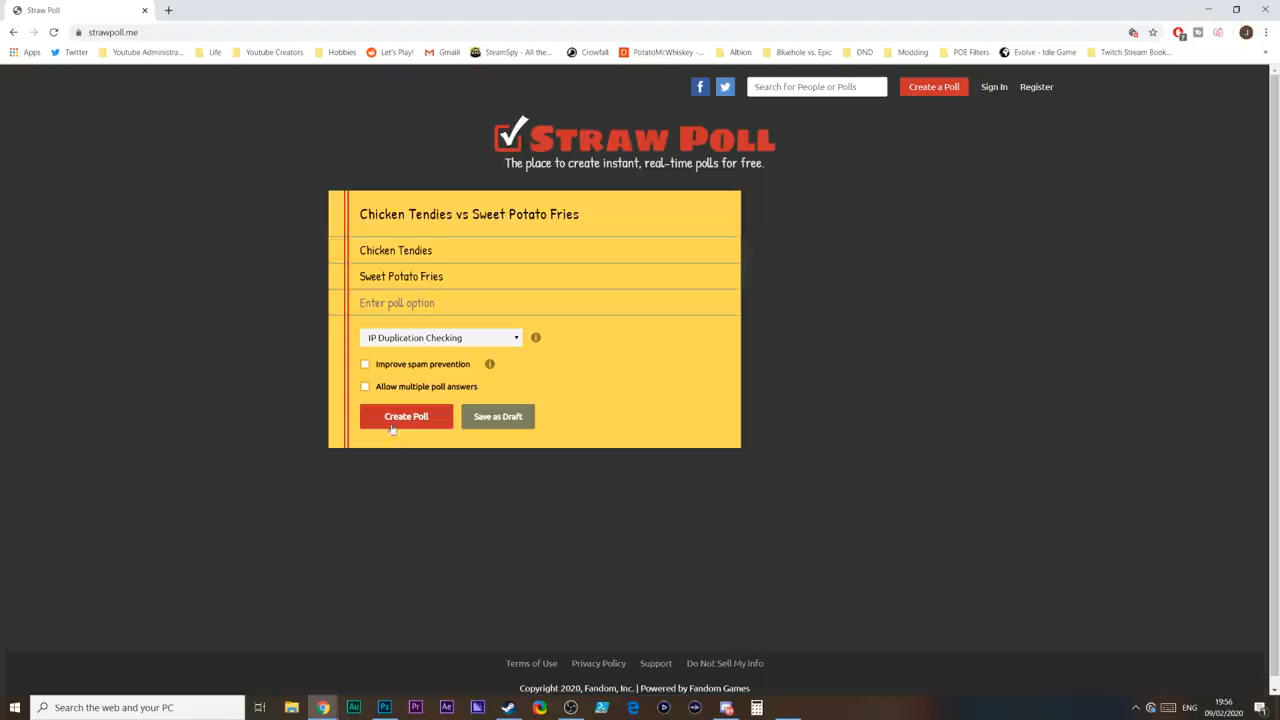 Straw Poll
strawpoll.me
Apps Twitter Youtube Administra... Life Youtube Creators Hobbies Let's Play! Gmaiil SteamSpy - All the... Crowfall PotatoMcWhiskey -... Albion Bluehole vs. Epic DND Modding POE Filters Evolve - Idle Game Twitch Stream Book...
Search for People or Polls Create a Poll Sign In Register
STRAW POLL
The place to create instant, real-time polls for free.
Chicken Tendies vs Sweet Potato Fries
Chicken Tendies
Sweet Potato Fries
Enter poll option
IP Duplication Checking
Improve spam prevention
Allow multiple poll answers
Create Poll Save as Draft
Terms of Use Privacy Policy Support Do Not Sell My Info
Copyright 2020, Fandom, Inc. | Powered by Fandom Games
Search the web and your PC
ENG
19:56
09/02/2020